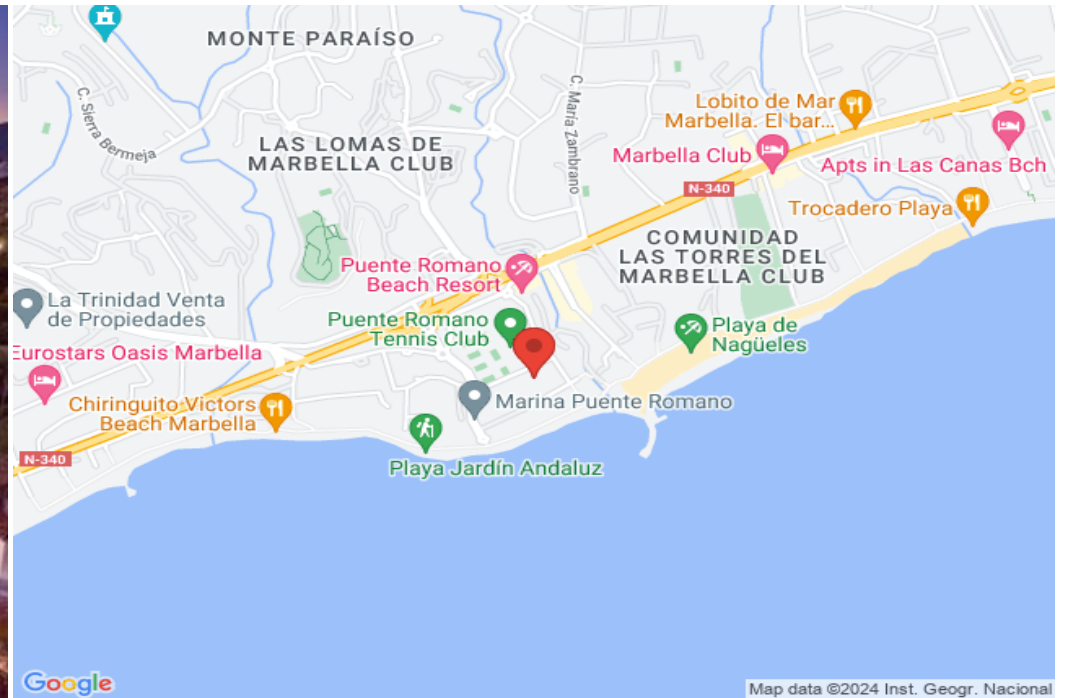 MONTE PARAÍSO
C. Sierra Bermeja
LAS LOMAS DE
MARBELLA CLUB
C. María Zambrano
Lobito de Mar
Marbella. El bar...
Marbella Club
Apts in Las Canas Bch
N-340
Trocadero Playa
COMUNIDAD
LAS TORRES DEL
MARBELLA CLUB
Puente Romano
Beach Resort
La Trinidad Venta
de Propiedades
Puente Romano
Tennis Club
Playa de
Nagüeles
Eurostars Oasis Marbella
Chiringuito Victors
Beach Marbella
Marina Puente Romano
N-340
Playa Jardín Andaluz
Google
Map data ©2024 Inst. Geogr. Nacional